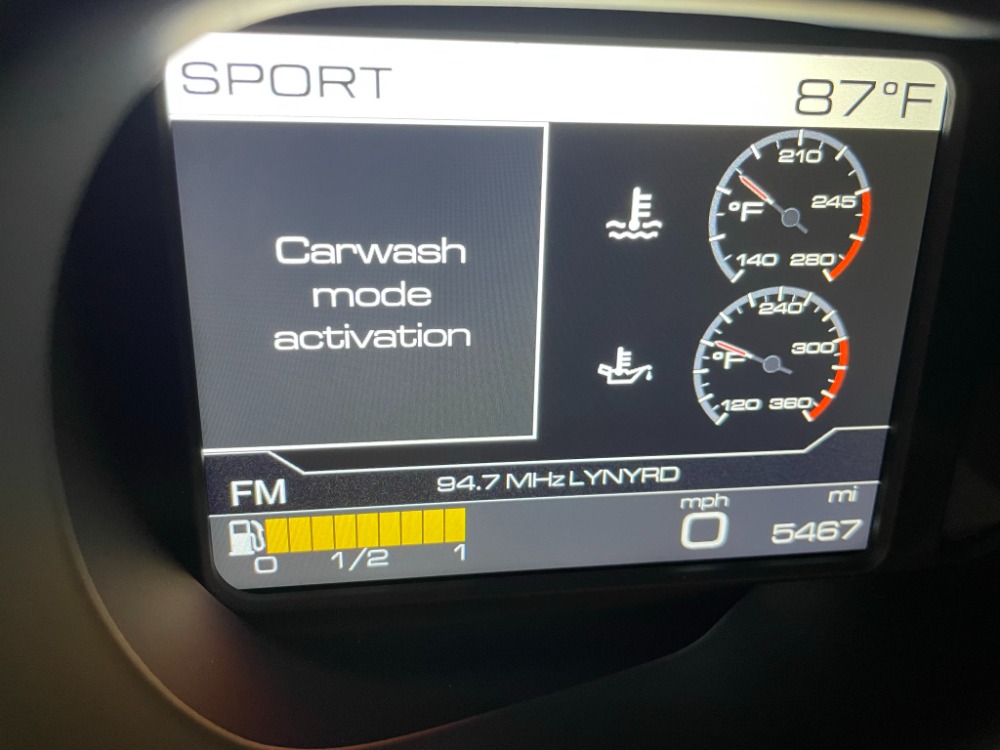 SPORT
87°F
Carwash
mode
activation
210
°F
245
140 280
240
°F
300
120 360
FM
94.7 MHz LYNYRD
mph
mi
0
5467
0
1/2
1